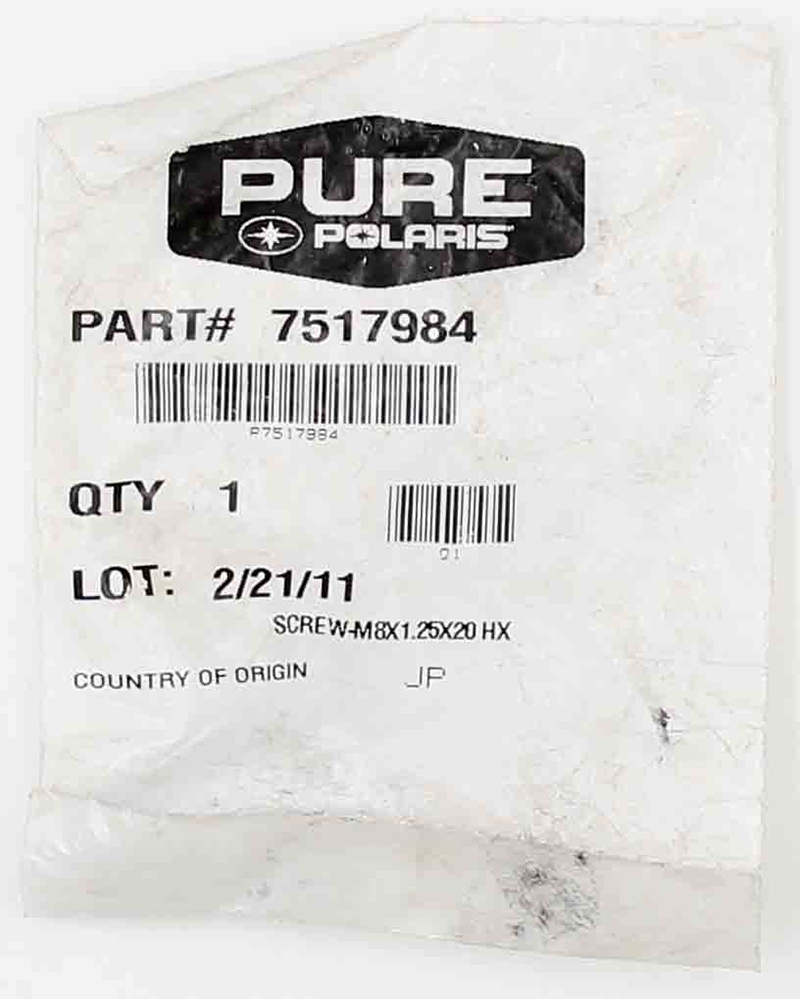 PURE
POLARIS
PART# 7517984
P7517984
QTY 1
Q1
LOT: 2/21/11
SCREW-M8X1.25X20 HX
COUNTRY OF ORIGIN JP